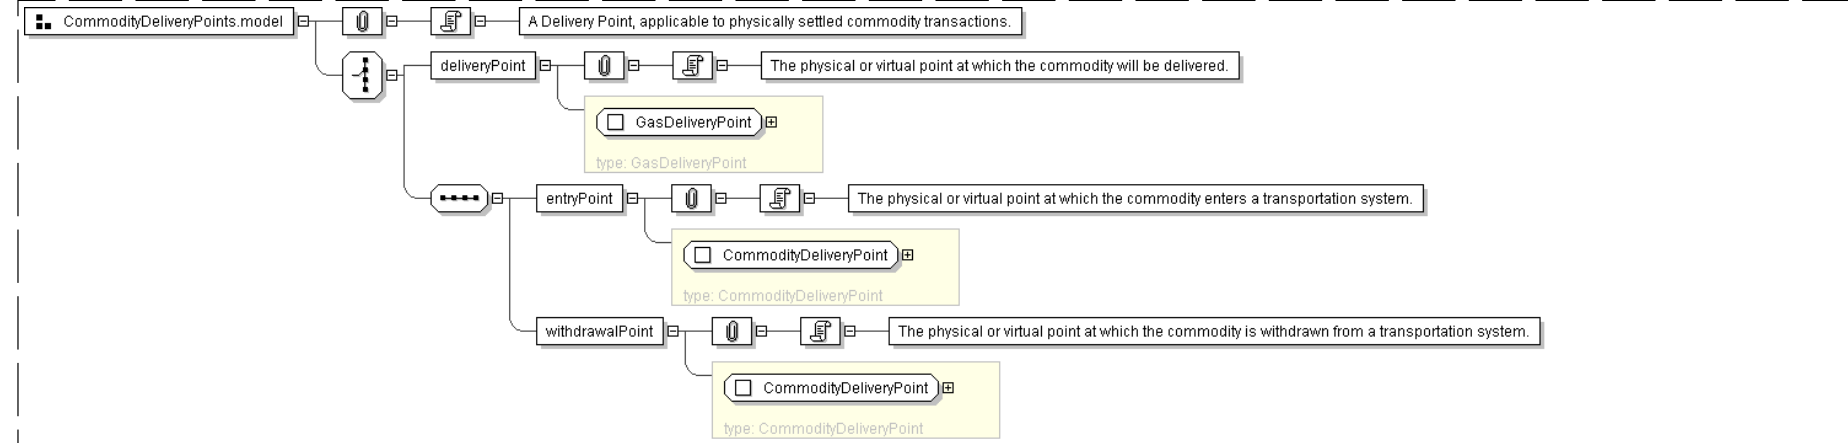 CommodityDeliveryPoints.model
A Delivery Point, applicable to physically settled commodity transactions.
deliveryPoint
The physical or virtual point at which the commodity will be delivered.
GasDeliveryPoint
type: GasDeliveryPoint
entryPoint
The physical or virtual point at which the commodity enters a transportation system.
CommodityDeliveryPoint
type: CommodityDeliveryPoint
withdrawalPoint
The physical or virtual point at which the commodity is withdrawn from a transportation system.
CommodityDeliveryPoint
type: CommodityDeliveryPoint